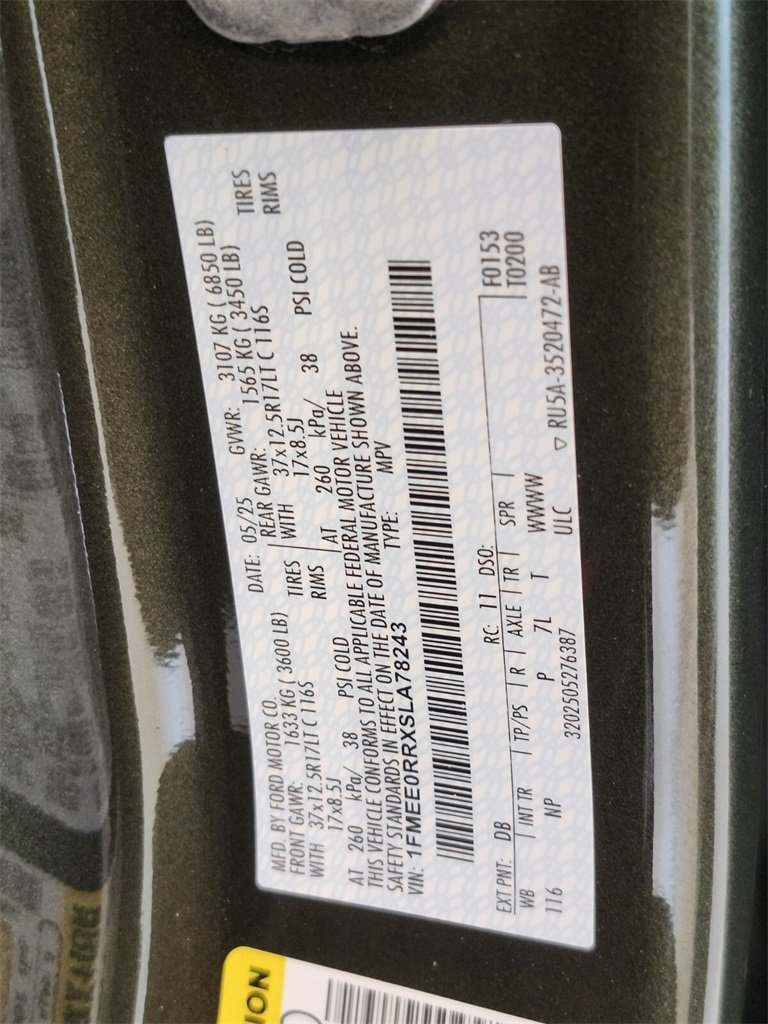 MFD. BY FORD MOTOR CO. DATE: 05/25 GVWR: 3107 KG ( 6850 LB)
FRONT GAWR: 1633 KG ( 3600 LB) REAR GAWR: 1565 KG ( 3450 LB)
WITH 37x12.5R17LT C 116S TIRES WITH 37x12.5R17LT C 116S TIRES
17x8.5J RIMS 17x8.5J RIMS
AT 260 kPa/ 38 PSI COLD AT 260 kPa/ 38 PSI COLD
THIS VEHICLE CONFORMS TO ALL APPLICABLE FEDERAL MOTOR VEHICLE
SAFETY STANDARDS IN EFFECT ON THE DATE OF MANUFACTURE SHOWN ABOVE.
VIN: 1FMEE0RRXSLA78243 TYPE: MPV
EXT PNT: DB RC: 11 DSO: F0153
WB INT TR TP/PS R AXLE TR SPR T0200
116 NP P 7L T WWWW
3202505276387 ULC ▽ RU5A-3520472-AB
ION